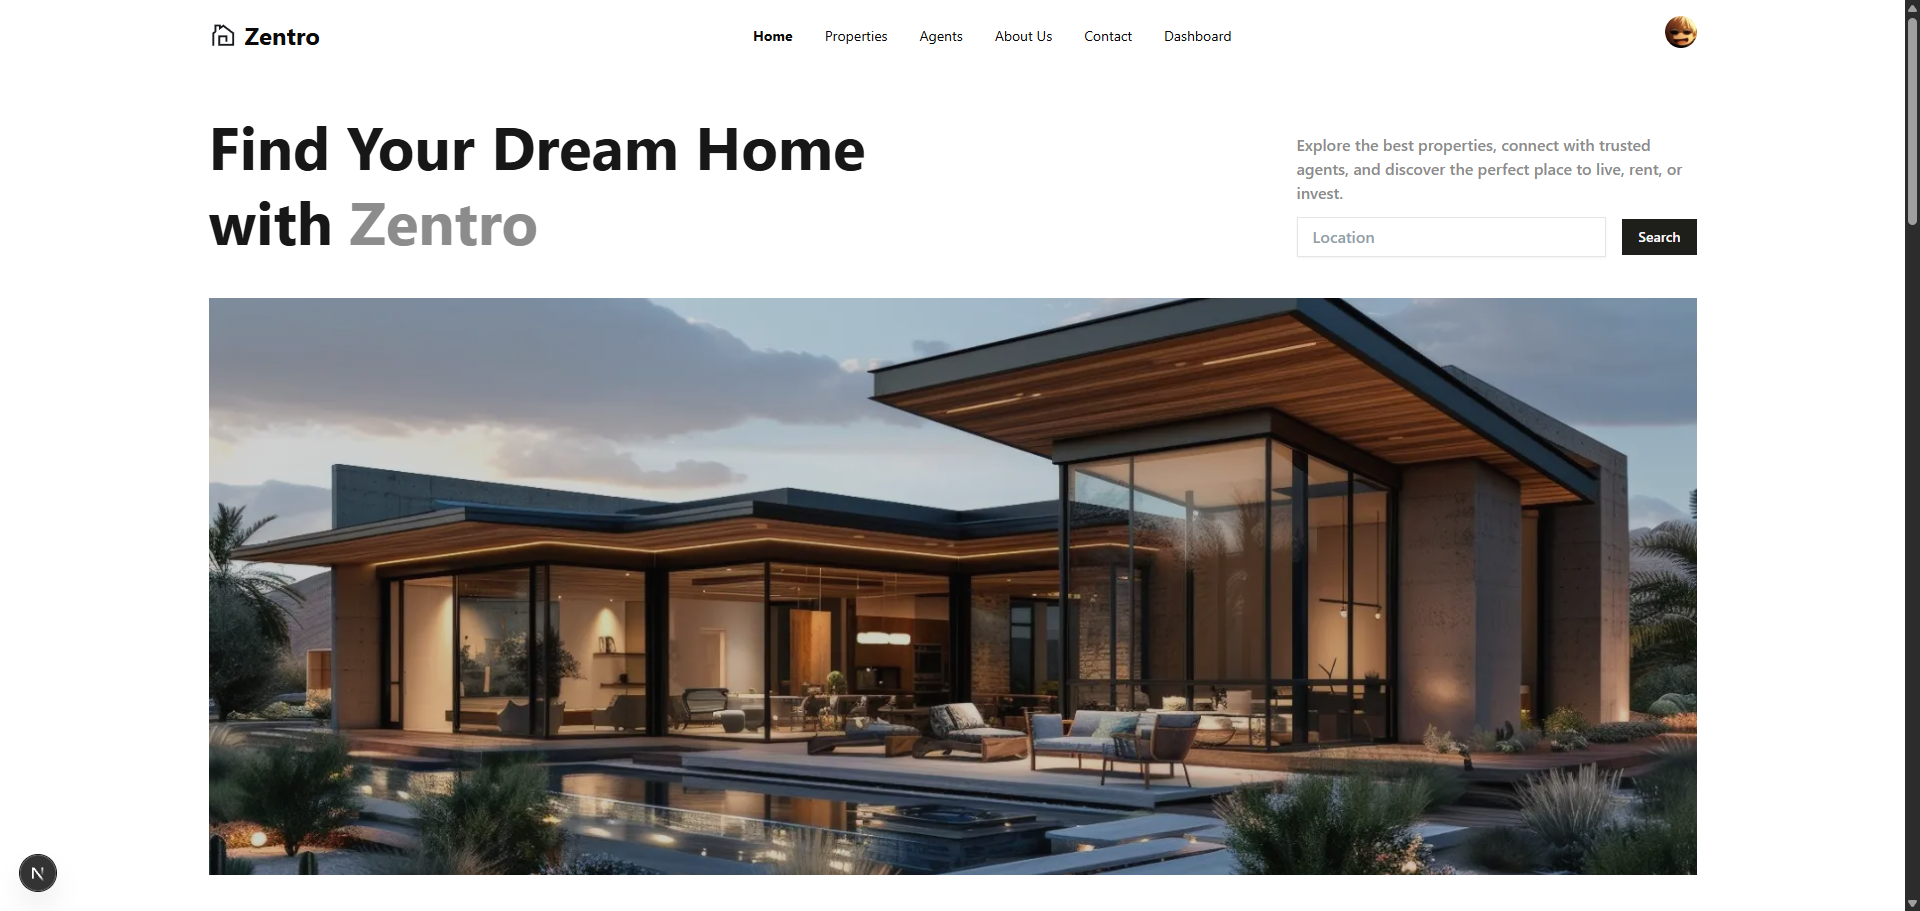 Zentro
Home Properties Agents About Us Contact Dashboard
Find Your Dream Home
with Zentro
Explore the best properties, connect with trusted
agents, and discover the perfect place to live, rent, or
invest.
Location
Search
N